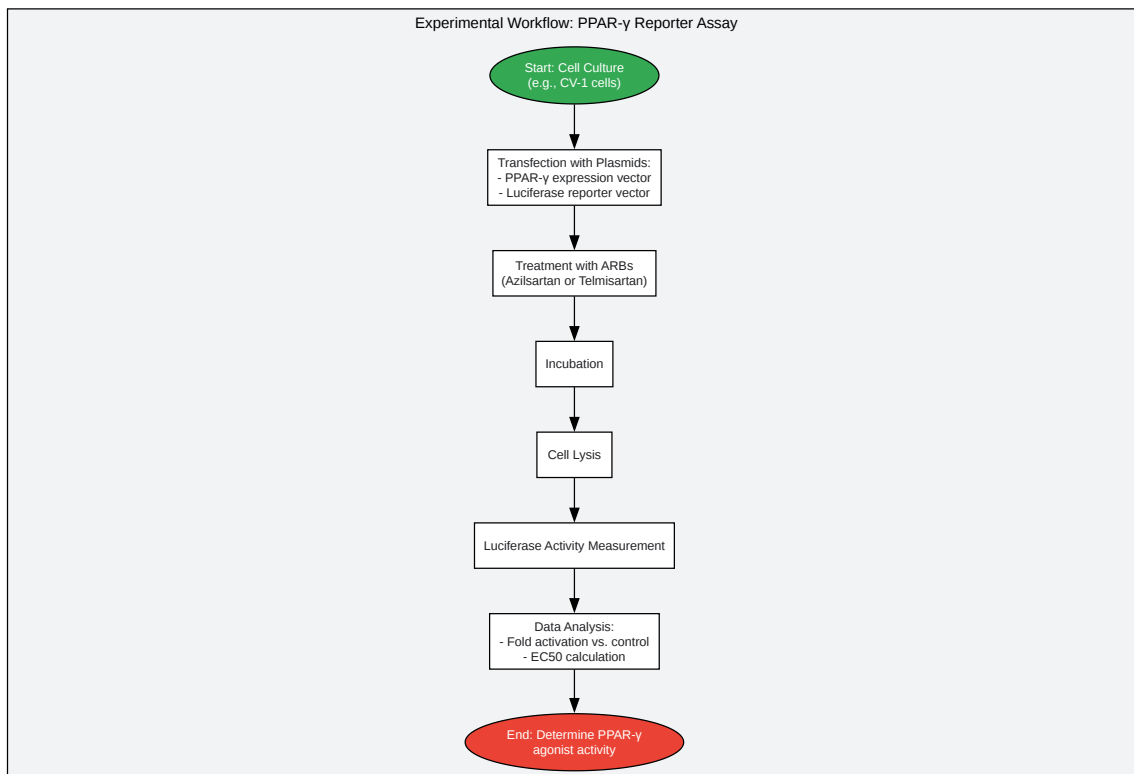 Experimental Workflow: PPAR-γ Reporter Assay
Start: Cell Culture
(e.g., CV-1 cells)
Transfection with Plasmids:
- PPAR-γ expression vector
- Luciferase reporter vector
Treatment with ARBs
(Azilsartan or Telmisartan)
Incubation
Cell Lysis
Luciferase Activity Measurement
Data Analysis:
- Fold activation vs. control
- EC50 calculation
End: Determine PPAR-γ
agonist activity